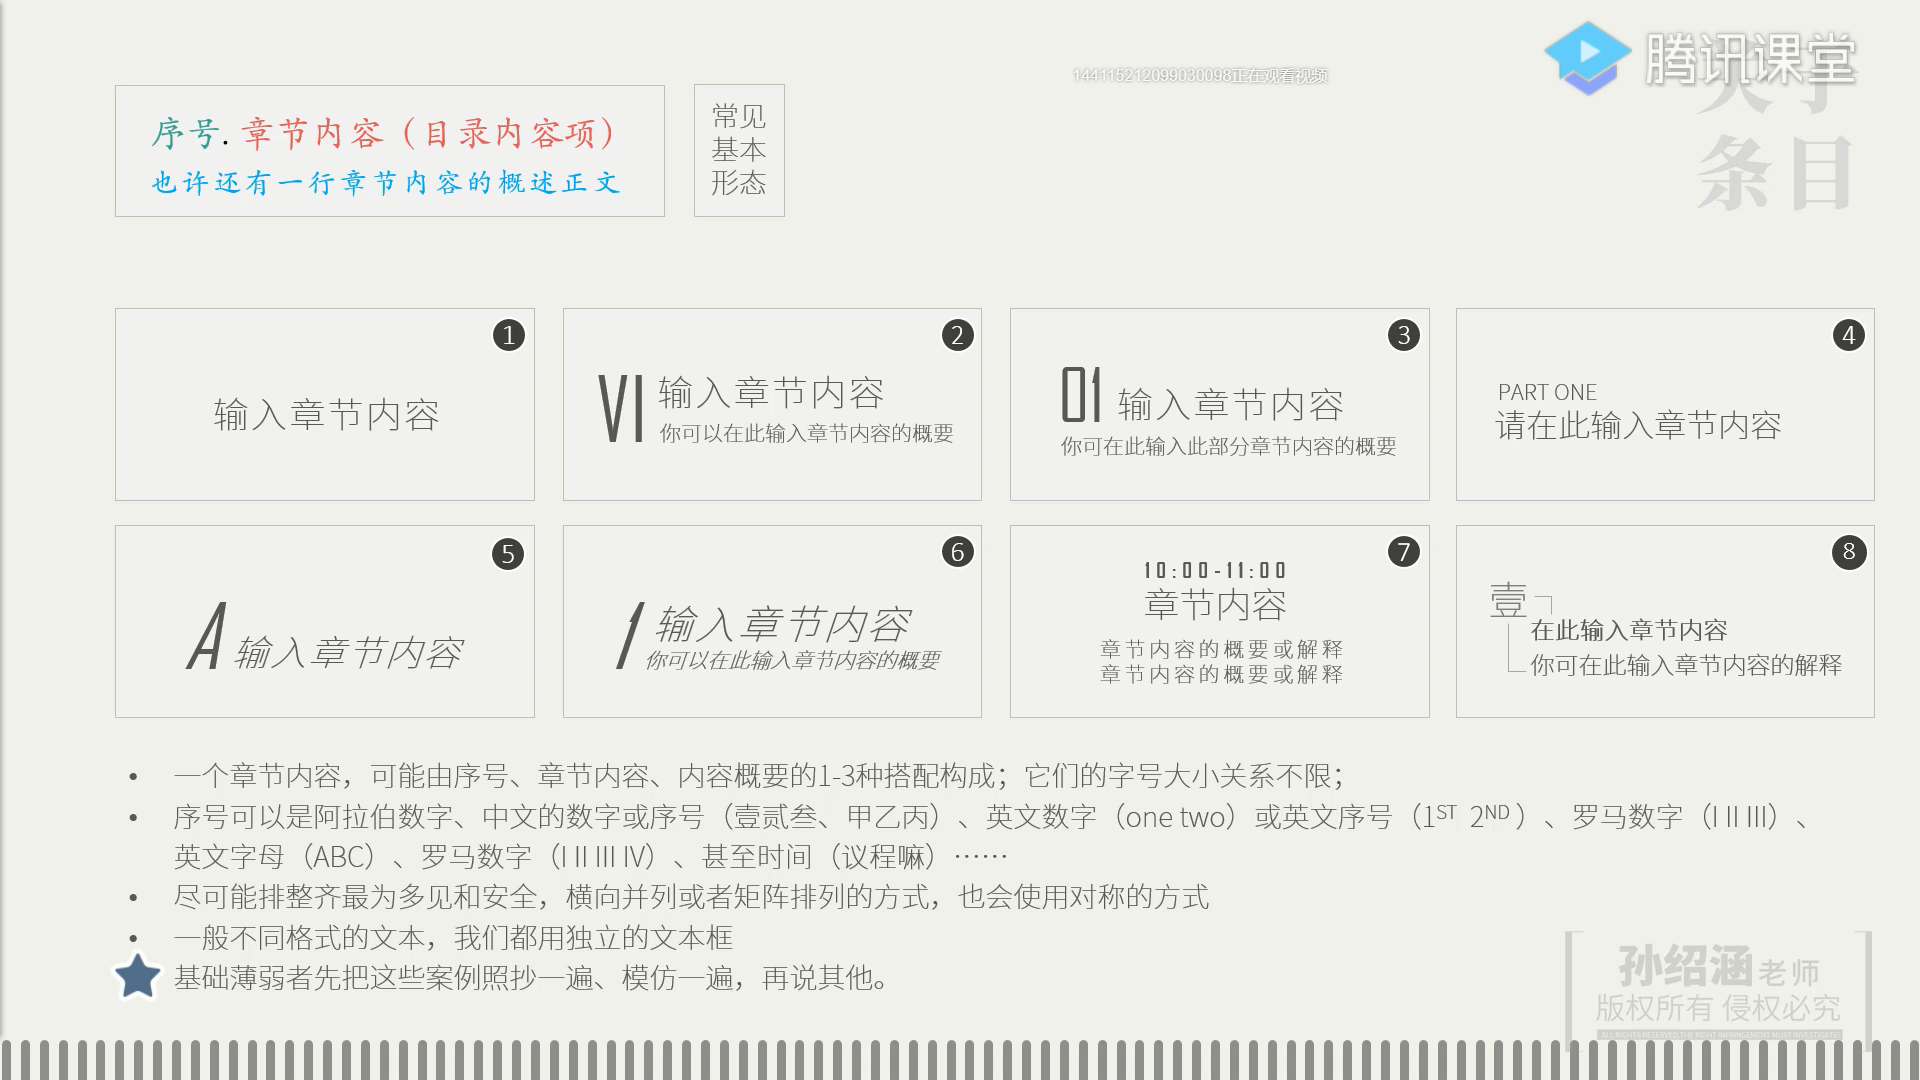 腾讯课堂
144115212099030098正在观看视频
关于
条目
序号. 章节内容（目录内容项）
也许还有一行章节内容的概述正文
常见
基本
形态
1
输入章节内容
2
VI 输入章节内容
你可以在此输入章节内容的概要
3
01 输入章节内容
你可在此输入此部分章节内容的概要
4
PART ONE
请在此输入章节内容
5
A 输入章节内容
6
1 输入章节内容
你可以在此输入章节内容的概要
7
10:00-11:00
章节内容
章节内容的概要或解释
章节内容的概要或解释
8
壹
在此输入章节内容
你可在此输入章节内容的解释
• 一个章节内容，可能由序号、章节内容、内容概要的1-3种搭配构成；它们的字号大小关系不限；
• 序号可以是阿拉伯数字、中文的数字或序号（壹贰叁、甲乙丙）、英文数字（one two）或英文序号（1ST 2ND ）、罗马数字（I II III）、
英文字母（ABC）、罗马数字（I II III IV）、甚至时间（议程嘛）……
• 尽可能排整齐最为多见和安全，横向并列或者矩阵排列的方式，也会使用对称的方式
• 一般不同格式的文本，我们都用独立的文本框
基础薄弱者先把这些案例照抄一遍、模仿一遍，再说其他。
孙绍涵老师
版权所有 侵权必究
ALL RIGHTS RESERVED,THE RIGHT INFRINGEMENT MUST INVESTIGATE